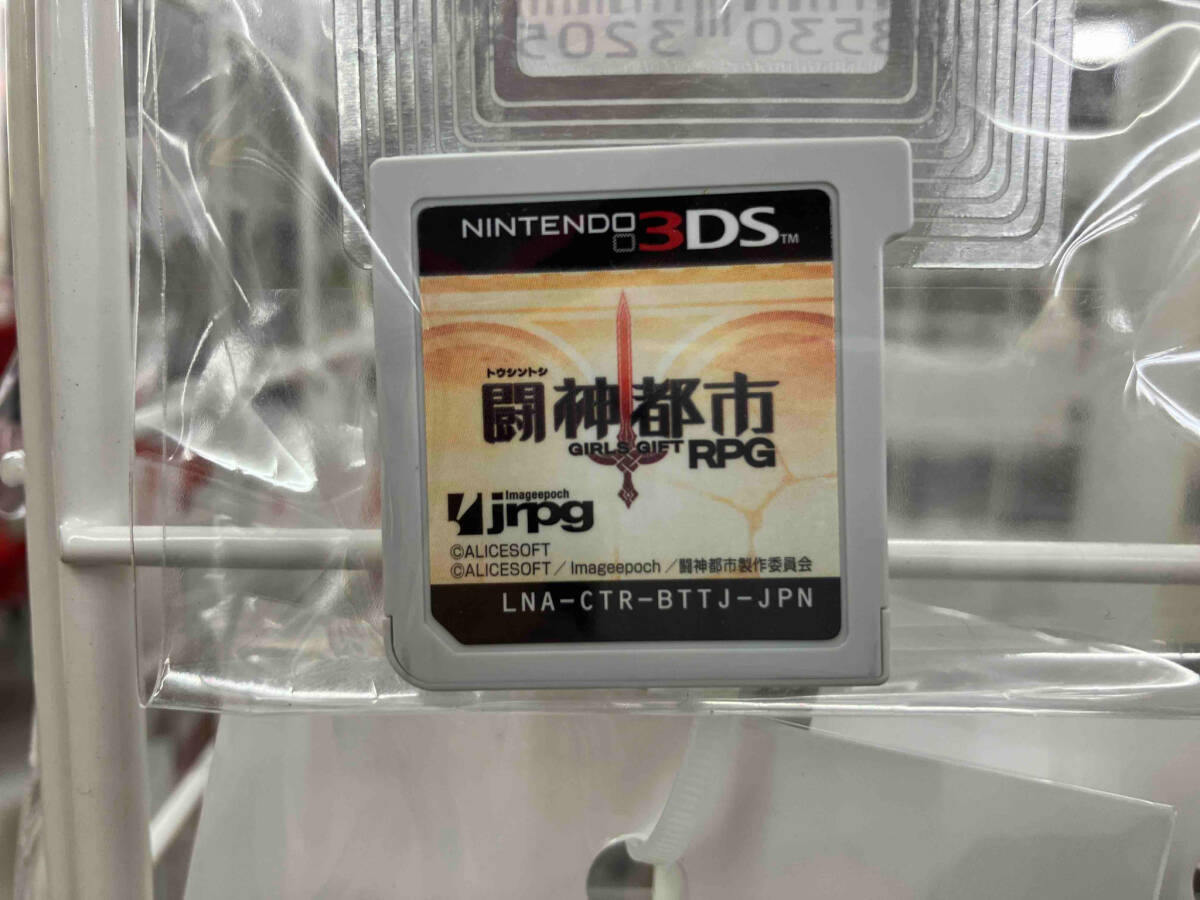 8530 3205
NINTENDO 3DS™
トウシントシ
闘神都市
GIRLS GIFT RPG
Imageepoch
jrpg
©ALICESOFT
©ALICESOFT/Imageepoch/闘神都市製作委員会
LNA-CTR-BTTJ-JPN